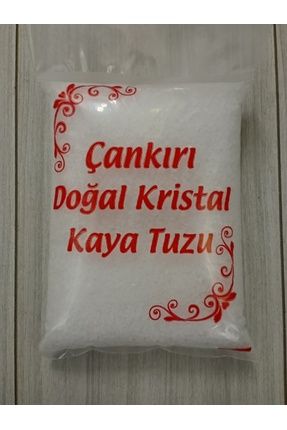 Çankırı
Doğal Kristal
Kaya Tuzu